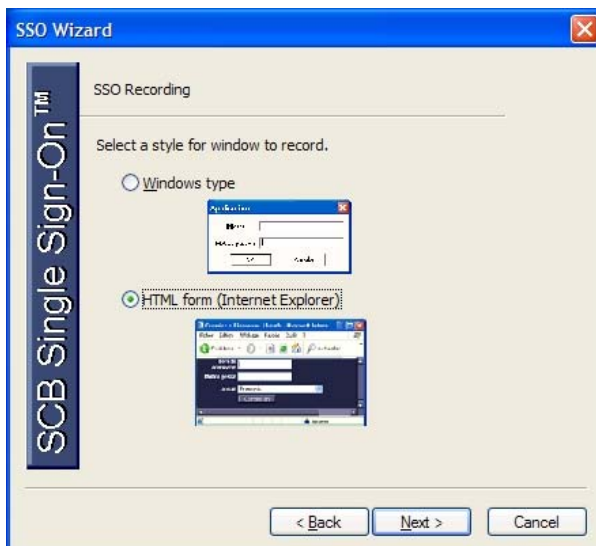 SSO Wizard
SCB Single Sign-On™
SSO Recording
Select a style for window to record.
Windows type
Application
HTML form (Internet Explorer)
< Back
Next >
Cancel